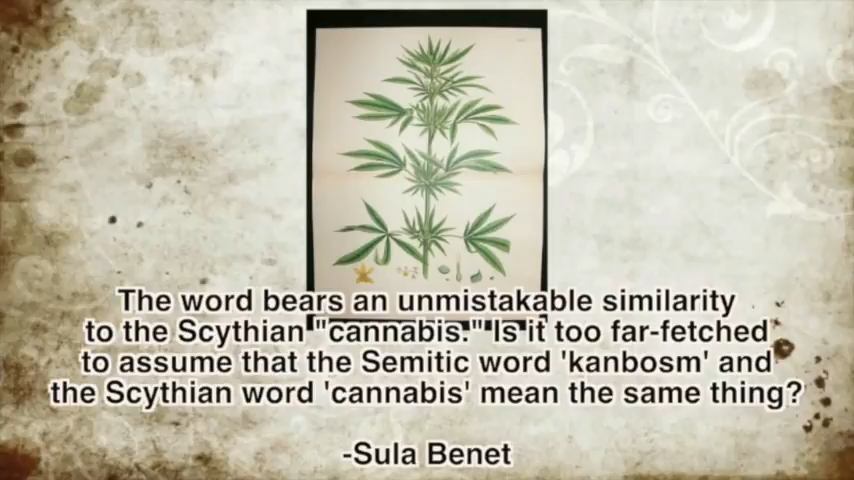 The word bears an unmistakable similarity
to the Scythian "cannabis." Is it too far-fetched
to assume that the Semitic word 'kanbosm' and
the Scythian word 'cannabis' mean the same thing?
-Sula Benet